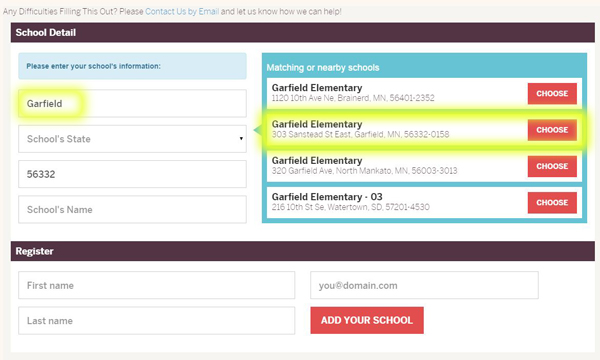 Any Difficulties Filling This Out? Please Contact Us by Email and let us know how we can help!
School Detail
Please enter your school's information:
Garfield
School's State
56332
School's Name
Matching or nearby schools
Garfield Elementary
1120 10th Ave Ne, Brainerd, MN, 56401-2352
CHOOSE
Garfield Elementary
303 Sanstead St East, Garfield, MN, 56332-0158
CHOOSE
Garfield Elementary
320 Garfield Ave, North Mankato, MN, 56003-3013
CHOOSE
Garfield Elementary - 03
216 10th St Se, Watertown, SD, 57201-4530
CHOOSE
Register
First name
you@domain.com
Last name
ADD YOUR SCHOOL